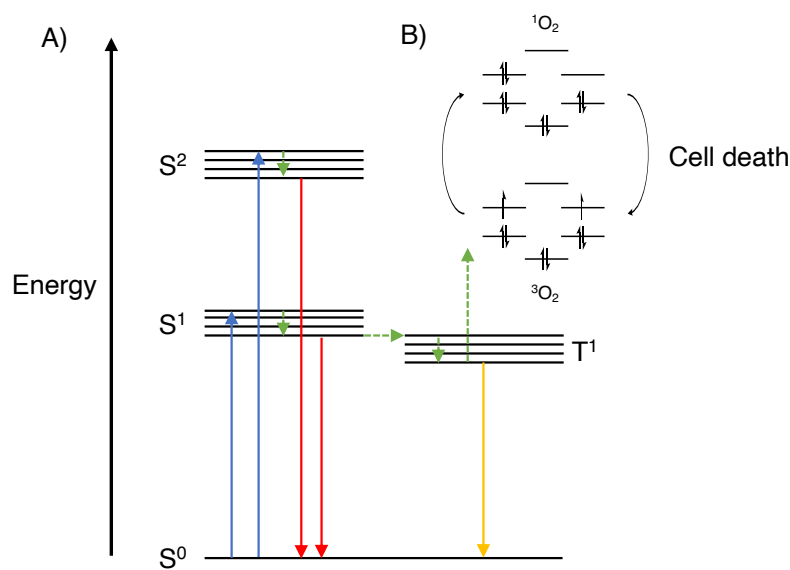 A)
B)
¹O₂
Cell death
S²
Energy
³O₂
S¹
T¹
S⁰